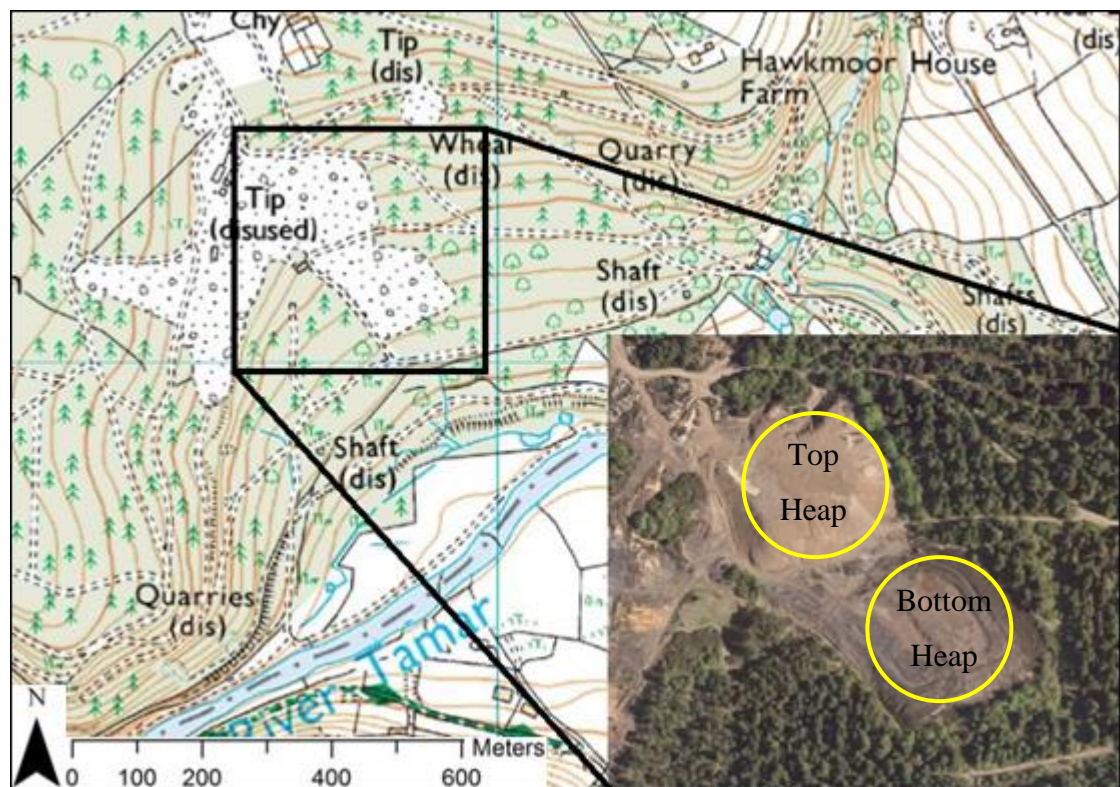 Chy
Tip
(dis)
Hawkmoor House
Farm
(dis)
Wheal
(dis)
Quarry
(dis)
Tip
(disused)
Shaft
(dis)
Shafts
(dis)
Shaft
(dis)
Quarries
(dis)
River Tamar
Top
Heap
Bottom
Heap
N
Meters
0 100 200 400 600